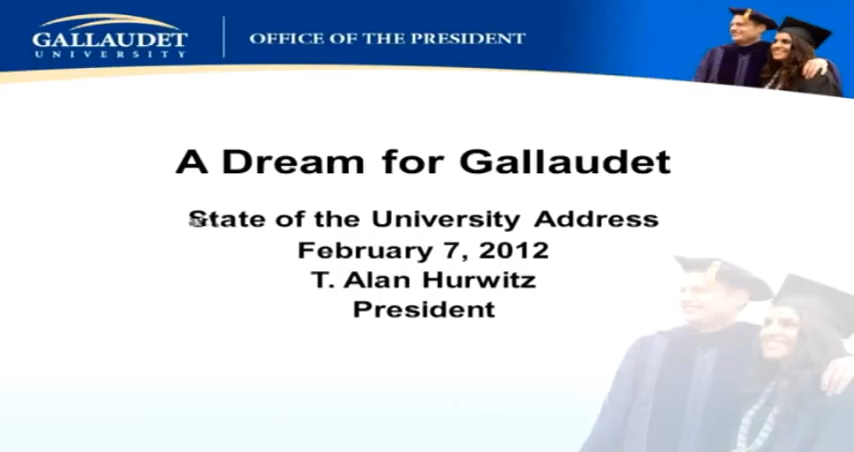 GALLAUDET
UNIVERSITY
OFFICE OF THE PRESIDENT
A Dream for Gallaudet
State of the University Address
February 7, 2012
T. Alan Hurwitz
President